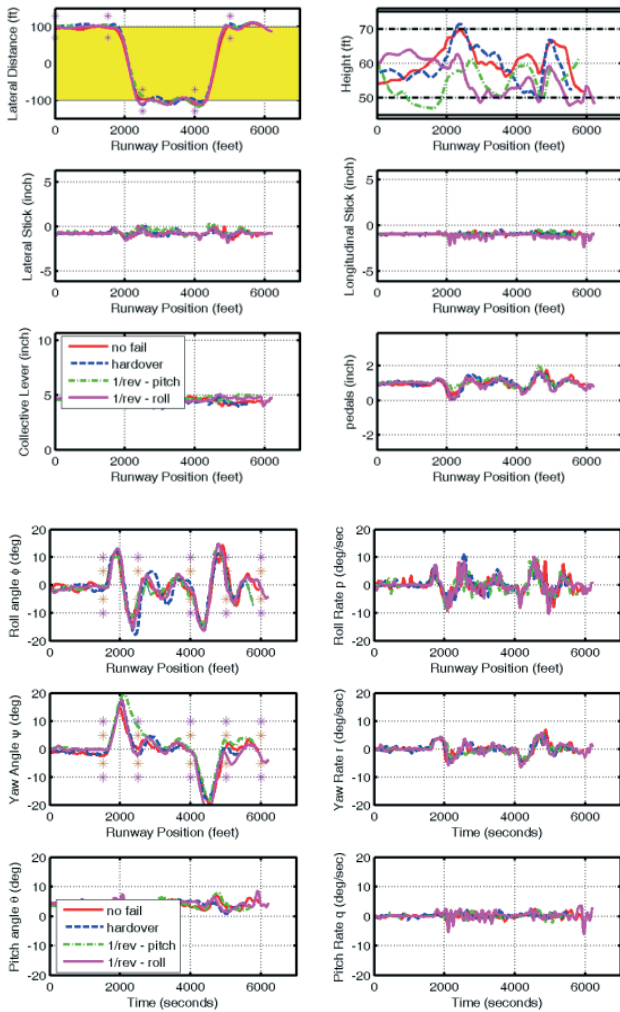 Lateral Distance (ft)
100
0
-100
0 2000 4000 6000
Runway Position (feet)
Height (ft)
70
60
50
0 2000 4000 6000
Runway Position (feet)
Lateral Stick (inch)
5
0
-5
0 2000 4000 6000
Runway Position (feet)
Longitudinal Stick (inch)
5
0
-5
0 2000 4000 6000
Runway Position (feet)
Collective Lever (inch)
10
5
0
no fail
hardover
1/rev - pitch
1/rev - roll
0 2000 4000 6000
Runway Position (feet)
pedals (inch)
2
0
-2
0 2000 4000 6000
Runway Position (feet)
Roll angle ϕ (deg)
20
10
0
-10
-20
0 2000 4000 6000
Runway Position (feet)
Roll Rate p (deg/sec
20
10
0
-10
-20
0 2000 4000 6000
Runway Position (feet)
Yaw Angle ψ (deg)
20
10
0
-10
-20
0 2000 4000 6000
Runway Position (feet)
Yaw Rate r (deg/sec)
20
10
0
-10
-20
0 2000 4000 6000
Time (seconds)
Pitch angle θ (deg)
20
10
0
-10
-20
no fail
hardover
1/rev - pitch
1/rev - roll
0 2000 4000 6000
Time (seconds)
Pitch Rate q (deg/sec)
20
10
0
-10
-20
0 2000 4000 6000
Time (seconds)